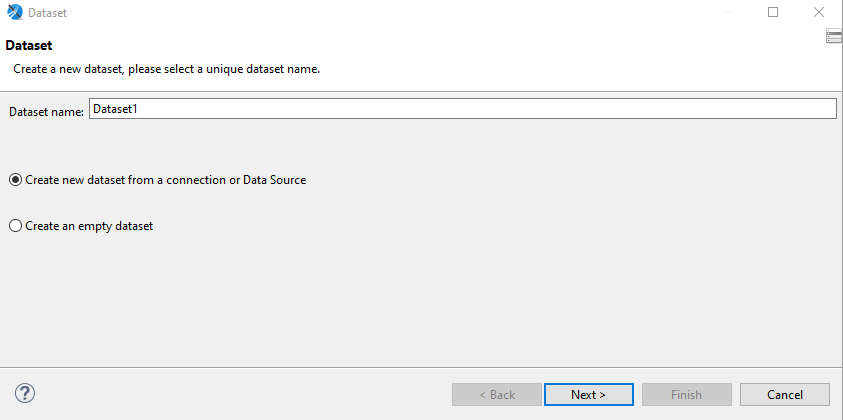 Dataset
Dataset
Create a new dataset, please select a unique dataset name.
Dataset name: Dataset1
Create new dataset from a connection or Data Source
Create an empty dataset
? < Back Next > Finish Cancel